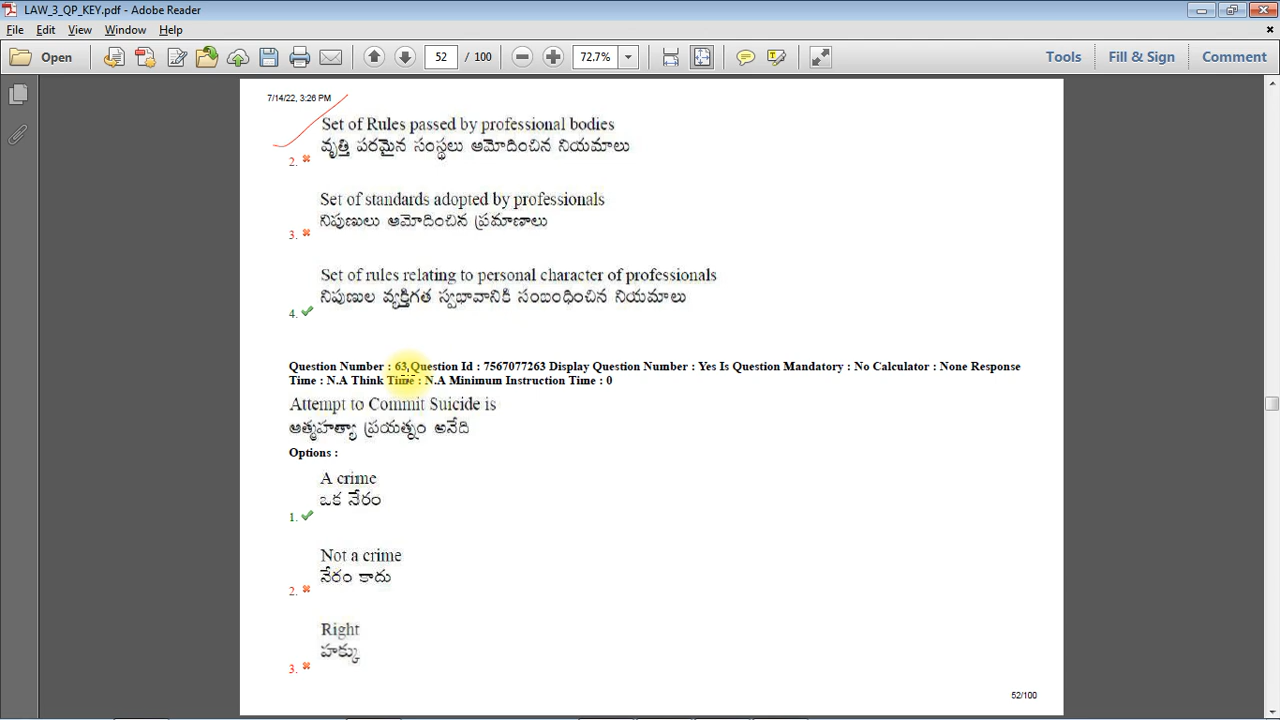 LAW_3_QP_KEY.pdf - Adobe Reader
File Edit View Window Help
Open 52 / 100 72.7% Tools Fill & Sign Comment
7/14/22, 3:26 PM
Set of Rules passed by professional bodies
వృత్తి పరమైన సంస్థలు ఆమోదించిన నియమాలు
2.
Set of standards adopted by professionals
నిపుణులు ఆమోదించిన ప్రమాణాలు
3.
Set of rules relating to personal character of professionals
నిపుణుల వ్యక్తిగత స్వభావానికి సంబంధించిన నియమాలు
4.
Question Number : 63 Question Id : 7567077263 Display Question Number : Yes Is Question Mandatory : No Calculator : None Response
Time : N.A Think Time : N.A Minimum Instruction Time : 0
Attempt to Commit Suicide is
ఆత్మహత్యా ప్రయత్నం అనేది
Options :
A crime
ఒక నేరం
1.
Not a crime
నేరం కాదు
2.
Right
హక్కు
3.
52/100